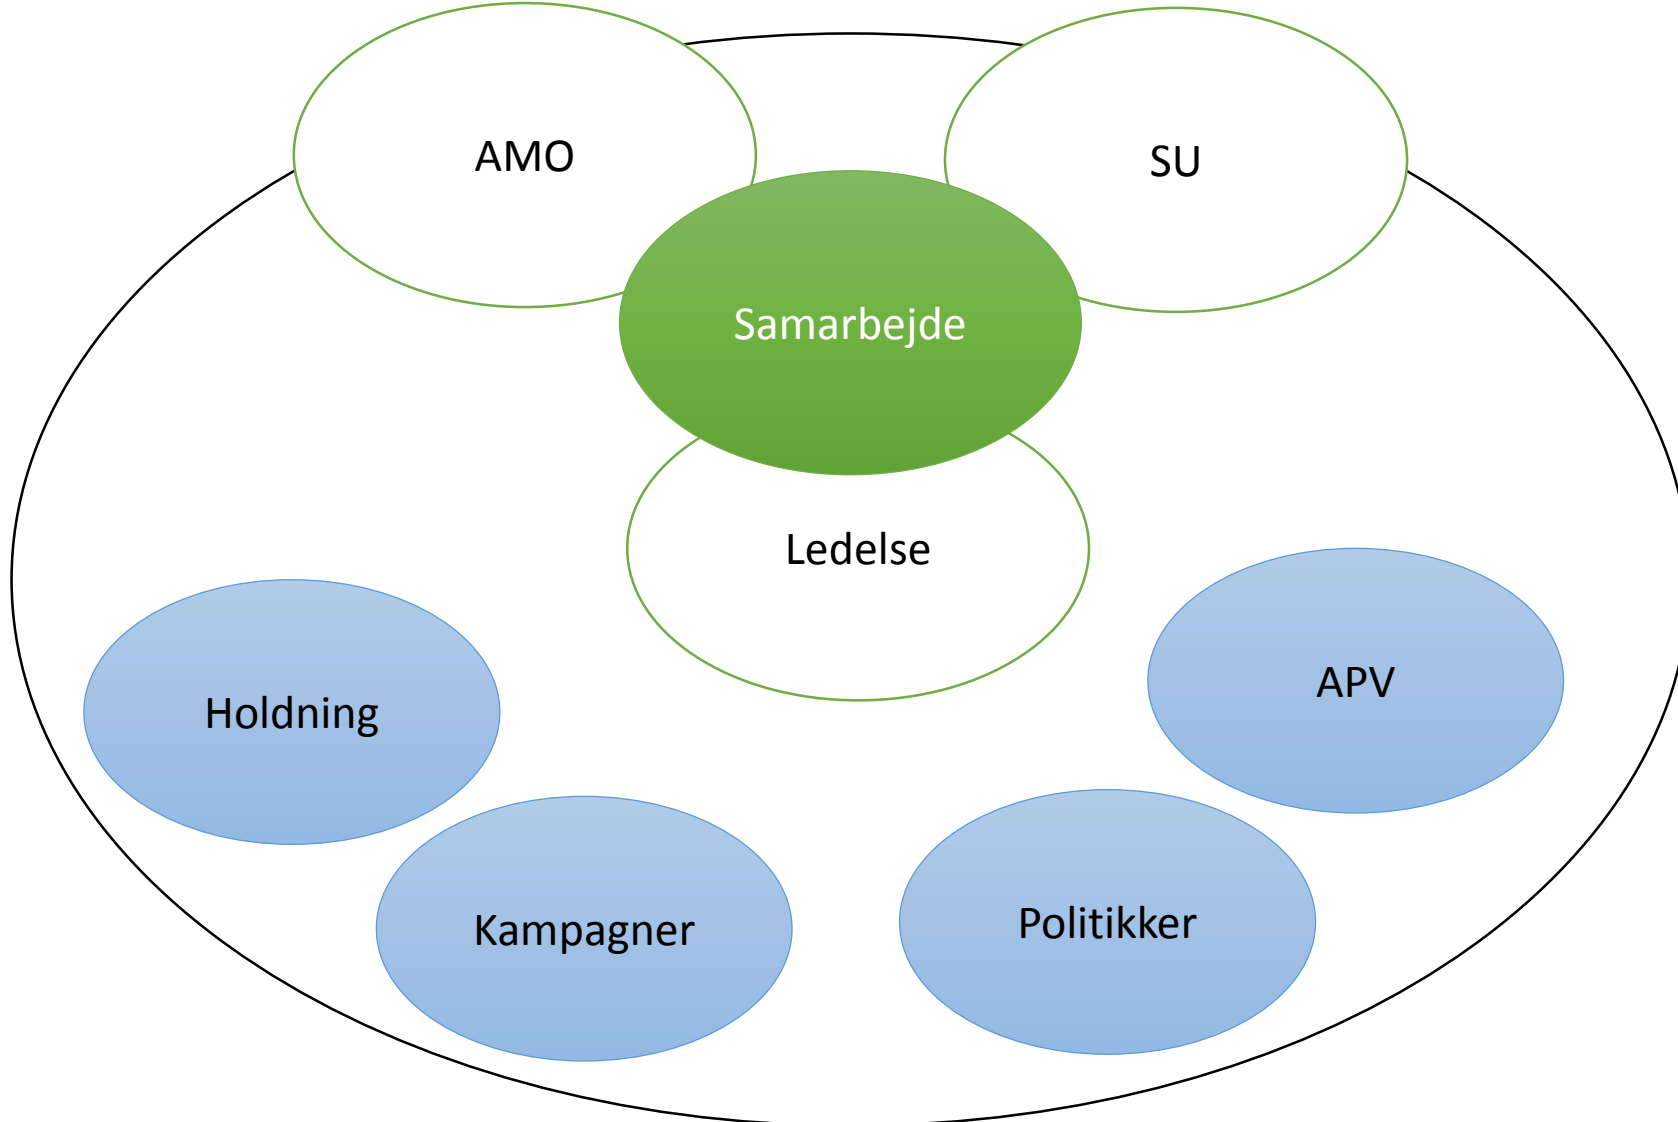 AMO
SU
Samarbejde
Ledelse
Holdning
APV
Kampagner
Politikker